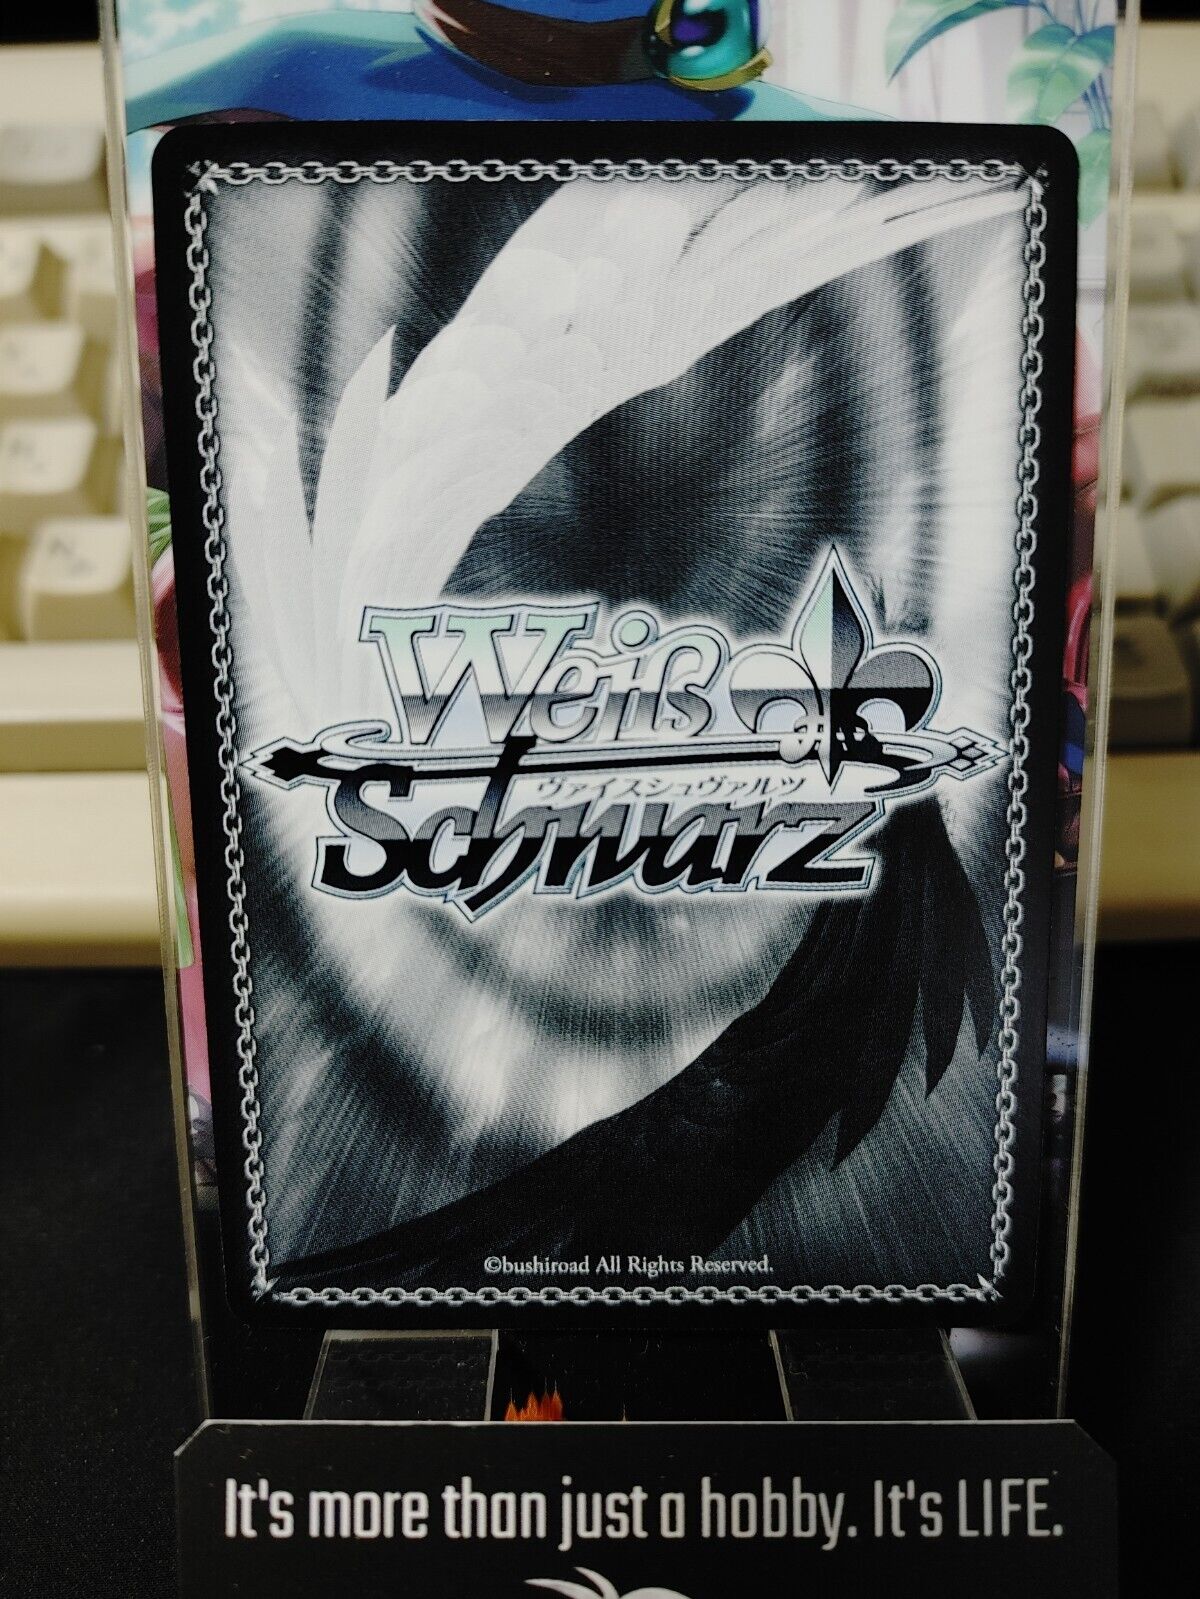 Weiß
ヴァイスシュヴァルツ
Schwarz
©bushiroad All Rights Reserved.
It's more than just a hobby. It's LIFE.